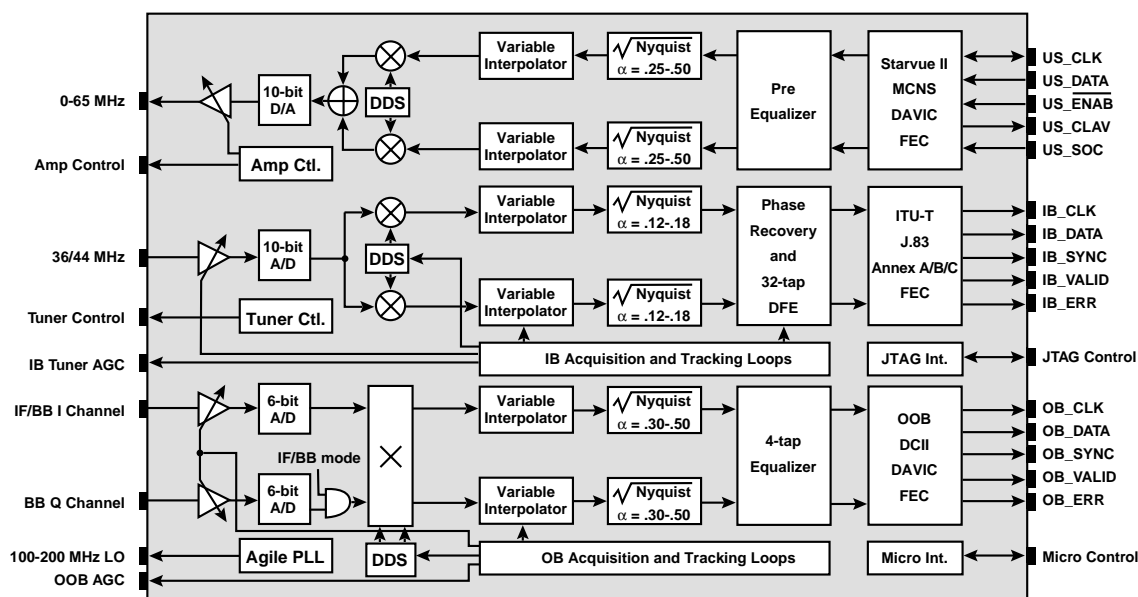 0-65 MHz
10-bit
D/A
DDS
Variable
Interpolator
√Nyquist
α = .25-.50
Variable
Interpolator
√Nyquist
α = .25-.50
Pre
Equalizer
Starvue II
MCNS
DAVIC
FEC
US_CLK
US_DATA
US_E̅N̅A̅B̅
US_CLAV
US_SOC
Amp Control
Amp Ctl.
36/44 MHz
10-bit
A/D
DDS
Variable
Interpolator
√Nyquist
α = .12-.18
Variable
Interpolator
√Nyquist
α = .12-.18
Phase
Recovery
and
32-tap
DFE
ITU-T
J.83
Annex A/B/C
FEC
IB_CLK
IB_DATA
IB_SYNC
IB_VALID
IB_ERR
Tuner Control
Tuner Ctl.
IB Tuner AGC
IB Acquisition and Tracking Loops
JTAG Int.
JTAG Control
IF/BB I Channel
6-bit
A/D
IF/BB mode
BB Q Channel
6-bit
A/D
Variable
Interpolator
√Nyquist
α = .30-.50
Variable
Interpolator
√Nyquist
α = .30-.50
4-tap
Equalizer
OOB
DCII
DAVIC
FEC
OB_CLK
OB_DATA
OB_SYNC
OB_VALID
OB_ERR
100-200 MHz LO
Agile PLL
DDS
OB Acquisition and Tracking Loops
Micro Int.
Micro Control
OOB AGC